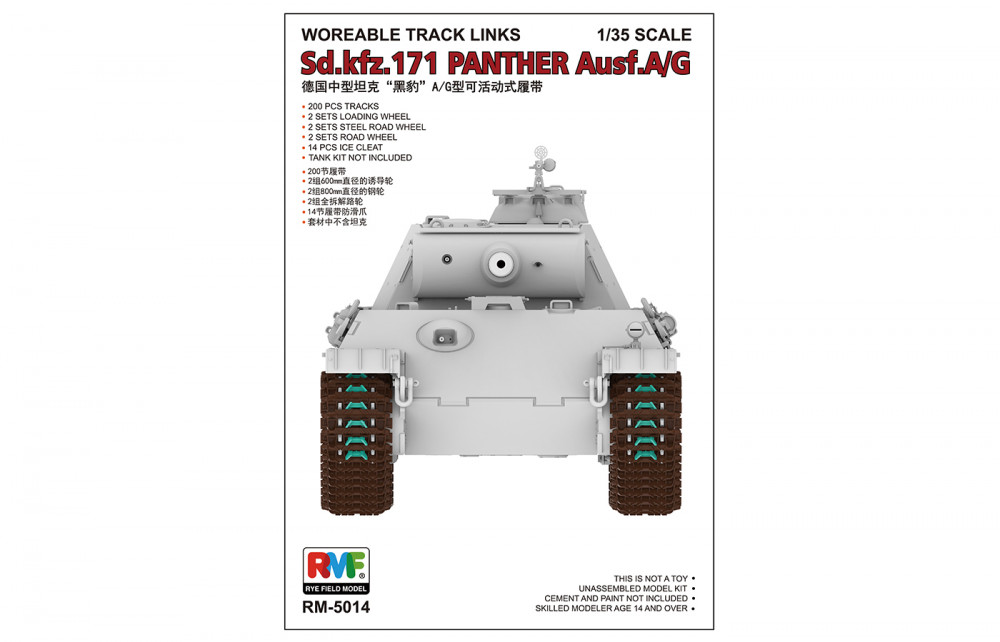 WOREABLE TRACK LINKS 1/35 SCALE
Sd.kfz.171 PANTHER Ausf.A/G
德国中型坦克“黑豹”A/G型可活动式履带
• 200 PCS TRACKS
• 2 SETS LOADING WHEEL
• 2 SETS STEEL ROAD WHEEL
• 2 SETS ROAD WHEEL
• 14 PCS ICE CLEAT
• TANK KIT NOT INCLUDED
• 200节履带
• 2组600mm直径的诱导轮
• 2组800mm直径的钢轮
• 2组全拆解路轮
• 14节履带防滑爪
• 套材中不含坦克
RMF®
RYE FIELD MODEL
RM-5014
THIS IS NOT A TOY •
UNASSEMBLED MODEL KIT •
CEMENT AND PAINT NOT INCLUDED •
SKILLED MODELER AGE 14 AND OVER •